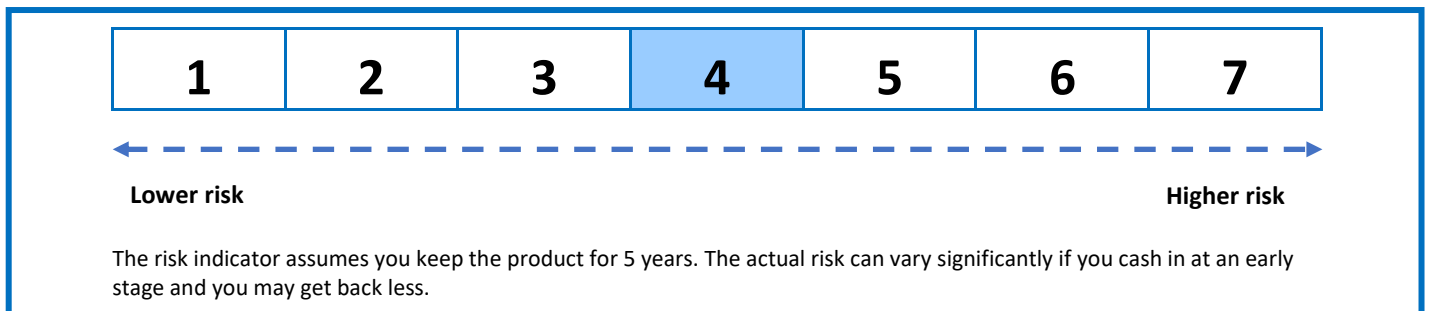 1 2 3 4 5 6 7
Lower risk Higher risk
The risk indicator assumes you keep the product for 5 years. The actual risk can vary significantly if you cash in at an early
stage and you may get back less.